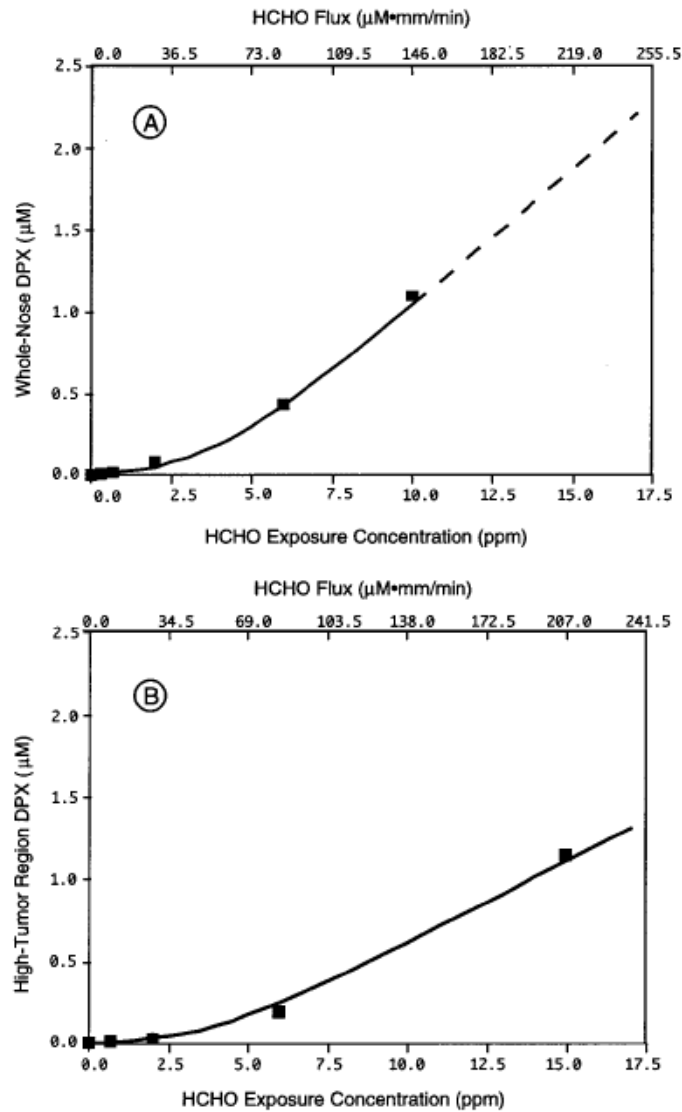 HCHO Flux (µM•mm/min)
0.0 36.5 73.0 109.5 146.0 182.5 219.0 255.5
2.5
A
2.0
1.5
1.0
0.5
0.0
Whole-Nose DPX (µM)
0.0 2.5 5.0 7.5 10.0 12.5 15.0 17.5
HCHO Exposure Concentration (ppm)
HCHO Flux (µM•mm/min)
0.0 34.5 69.0 103.5 138.0 172.5 207.0 241.5
2.5
B
2.0
1.5
1.0
0.5
0.0
High-Tumor Region DPX (µM)
0.0 2.5 5.0 7.5 10.0 12.5 15.0 17.5
HCHO Exposure Concentration (ppm)